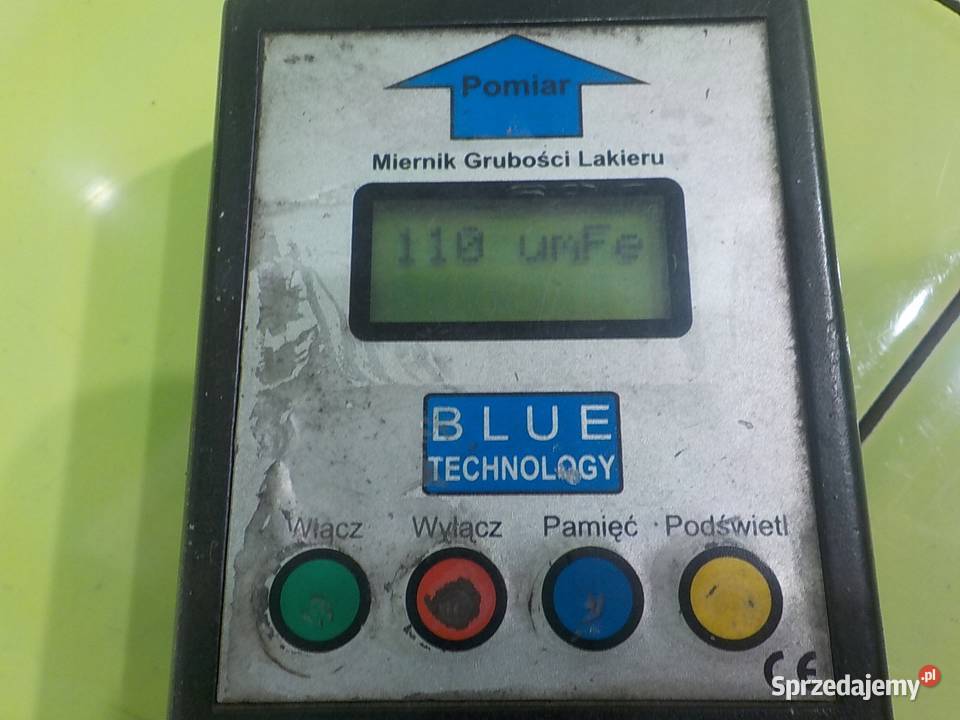 Pomiar
Miernik Grubości Lakieru
110 umFe
BLUE
TECHNOLOGY
Włącz Wyłącz Pamięć Podświetl
CE
Sprzedajemy.pl